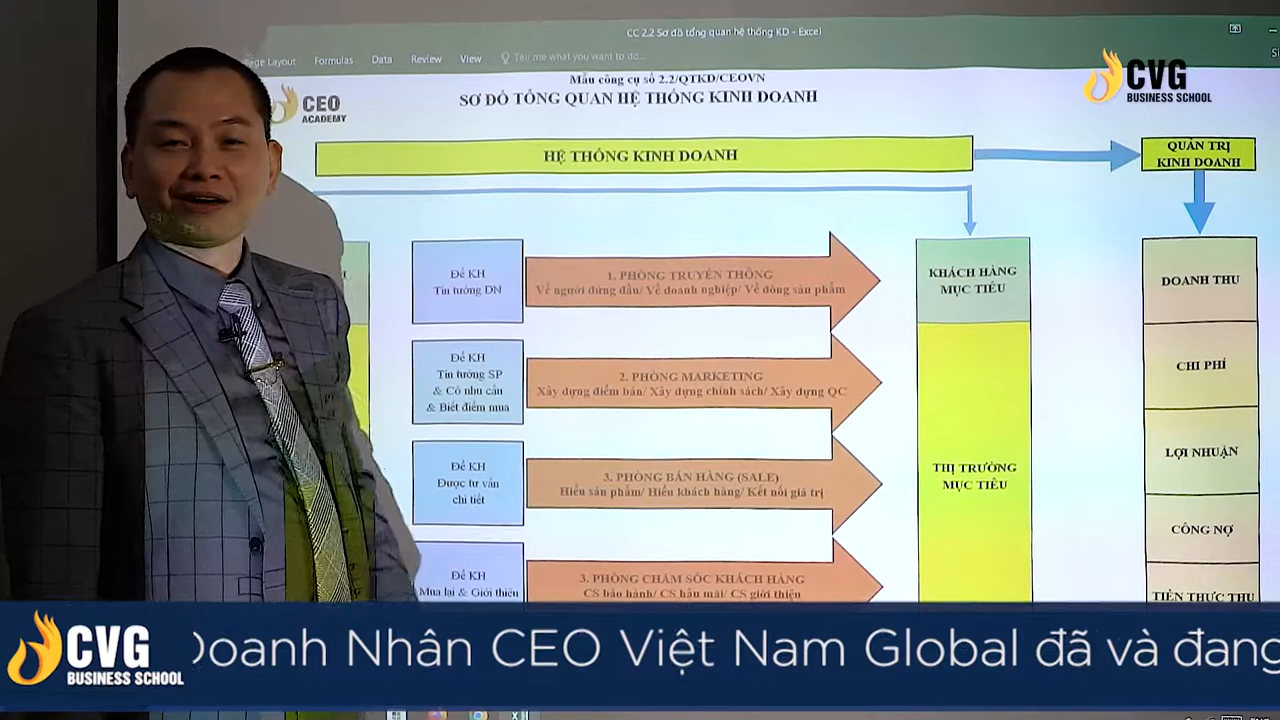 CC 2.2 Sơ đồ tổng quan hệ thống KD - Excel
ge Layout Formulas Data Review View Tell me what you want to do...
Mẫu công cụ số 2.2/QTKD/CEOVN
SƠ ĐỒ TỔNG QUAN HỆ THỐNG KINH DOANH
CEO
ACADEMY
CVG
BUSINESS SCHOOL
HỆ THỐNG KINH DOANH
QUẢN TRỊ
KINH DOANH
Để KH
Tin tưởng DN
1. PHÒNG TRUYỀN THÔNG
Về người đứng đầu/ Về doanh nghiệp/ Về dòng sản phẩm
KHÁCH HÀNG
MỤC TIÊU
DOANH THU
Để KH
Tin tưởng SP
& Có nhu cầu
& Biết điểm mua
2. PHÒNG MARKETING
Xây dựng điểm bán/ Xây dựng chính sách/ Xây dựng QC
CHI PHÍ
Để KH
Được tư vấn
chi tiết
3. PHÒNG BÁN HÀNG (SALE)
Hiểu sản phẩm/ Hiểu khách hàng/ Kết nối giá trị
THỊ TRƯỜNG
MỤC TIÊU
LỢI NHUẬN
CÔNG NỢ
Để KH
Mua lại & Giới thiệu
3. PHÒNG CHĂM SÓC KHÁCH HÀNG
CS bảo hành/ CS hậu mãi/ CS giới thiệu
TIỀN THỰC THU
CVG
BUSINESS SCHOOL
Doanh Nhân CEO Việt Nam Global đã và đang